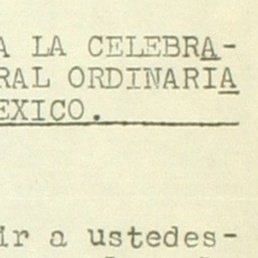 A LA CELEBRA-
RAL ORDINARIA
EXICO.
ir a ustedes-